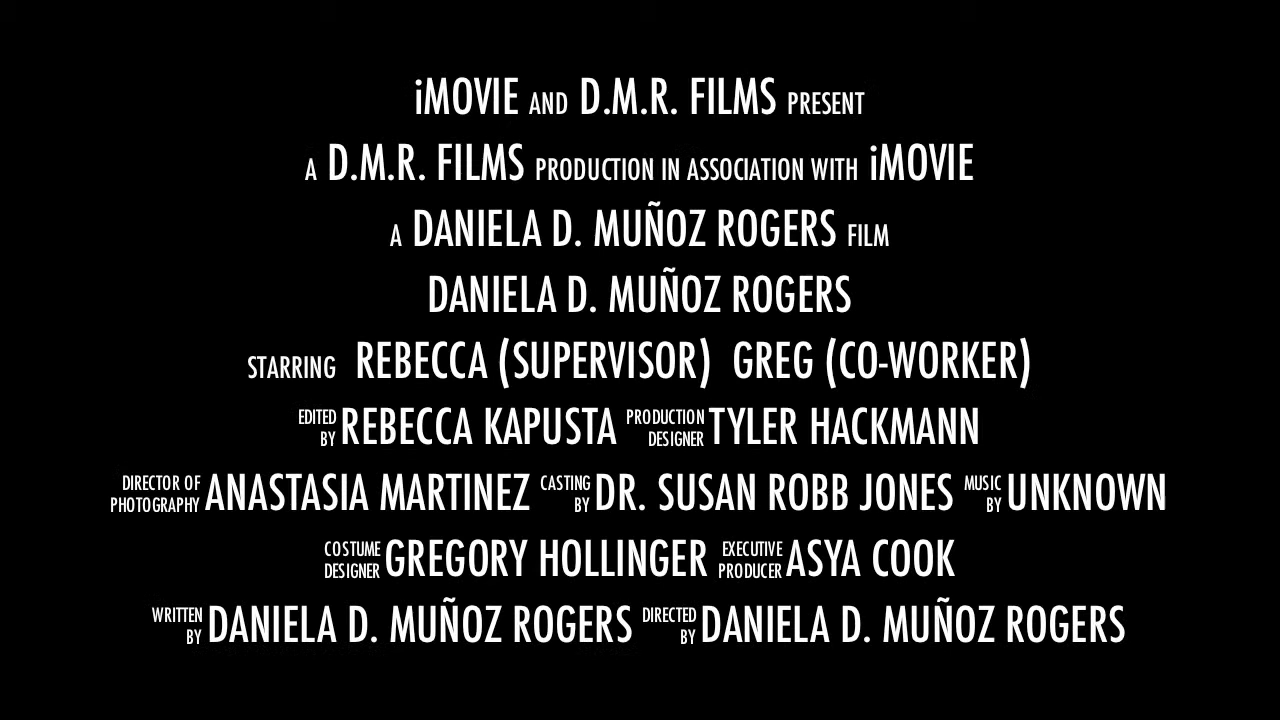 iMOVIE AND D.M.R. FILMS PRESENT
A D.M.R. FILMS PRODUCTION IN ASSOCIATION WITH iMOVIE
A DANIELA D. MUÑOZ ROGERS FILM
DANIELA D. MUÑOZ ROGERS
STARRING REBECCA (SUPERVISOR) GREG (CO-WORKER)
EDITED BY REBECCA KAPUSTA PRODUCTION DESIGNER TYLER HACKMANN
DIRECTOR OF PHOTOGRAPHY ANASTASIA MARTINEZ CASTING BY DR. SUSAN ROBB JONES MUSIC BY UNKNOWN
COSTUME DESIGNER GREGORY HOLLINGER EXECUTIVE PRODUCER ASYA COOK
WRITTEN BY DANIELA D. MUÑOZ ROGERS DIRECTED BY DANIELA D. MUÑOZ ROGERS